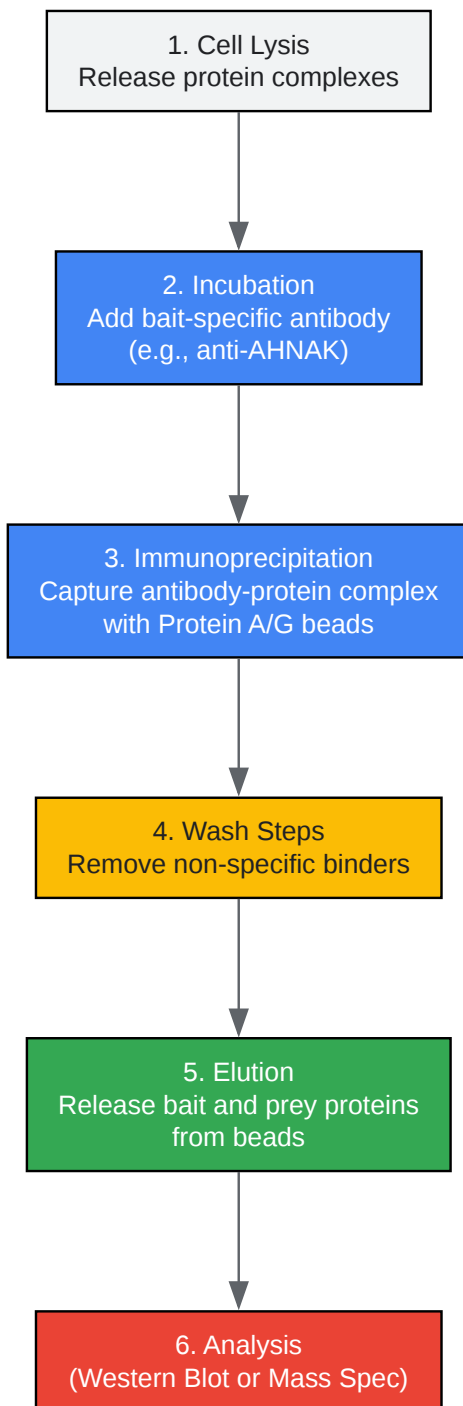 1. Cell Lysis
Release protein complexes
2. Incubation
Add bait-specific antibody
(e.g., anti-AHNAK)
3. Immunoprecipitation
Capture antibody-protein complex
with Protein A/G beads
4. Wash Steps
Remove non-specific binders
5. Elution
Release bait and prey proteins
from beads
6. Analysis
(Western Blot or Mass Spec)